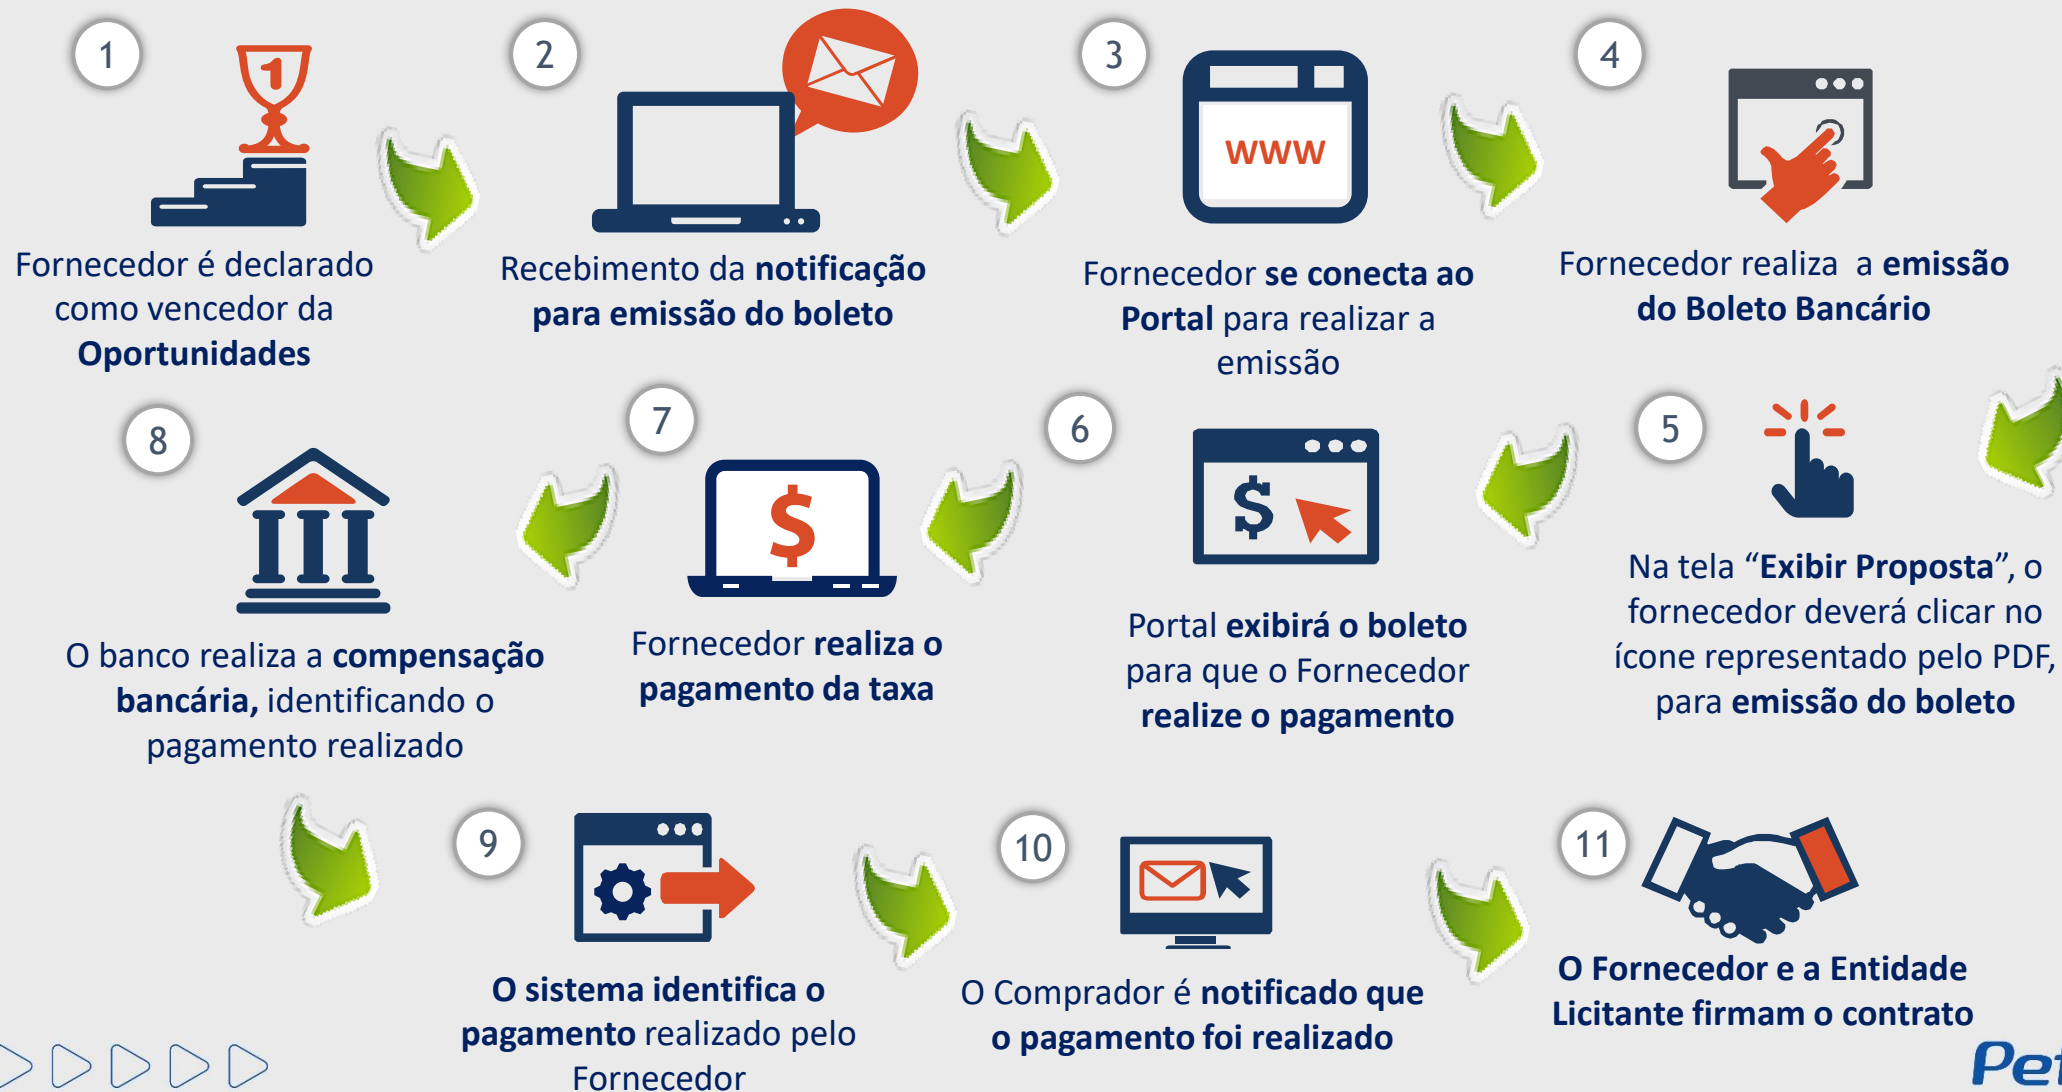 1
1
Fornecedor é declarado
como vencedor da
Oportunidades
2
Recebimento da notificação
para emissão do boleto
3
www
Fornecedor se conecta ao
Portal para realizar a
emissão
4
Fornecedor realiza a emissão
do Boleto Bancário
5
Na tela “Exibir Proposta”, o
fornecedor deverá clicar no
ícone representado pelo PDF,
para emissão do boleto
6
$
Portal exibirá o boleto
para que o Fornecedor
realize o pagamento
7
$
Fornecedor realiza o
pagamento da taxa
8
O banco realiza a compensação
bancária, identificando o
pagamento realizado
9
O sistema identifica o
pagamento realizado pelo
Fornecedor
10
O Comprador é notificado que
o pagamento foi realizado
11
O Fornecedor e a Entidade
Licitante firmam o contrato